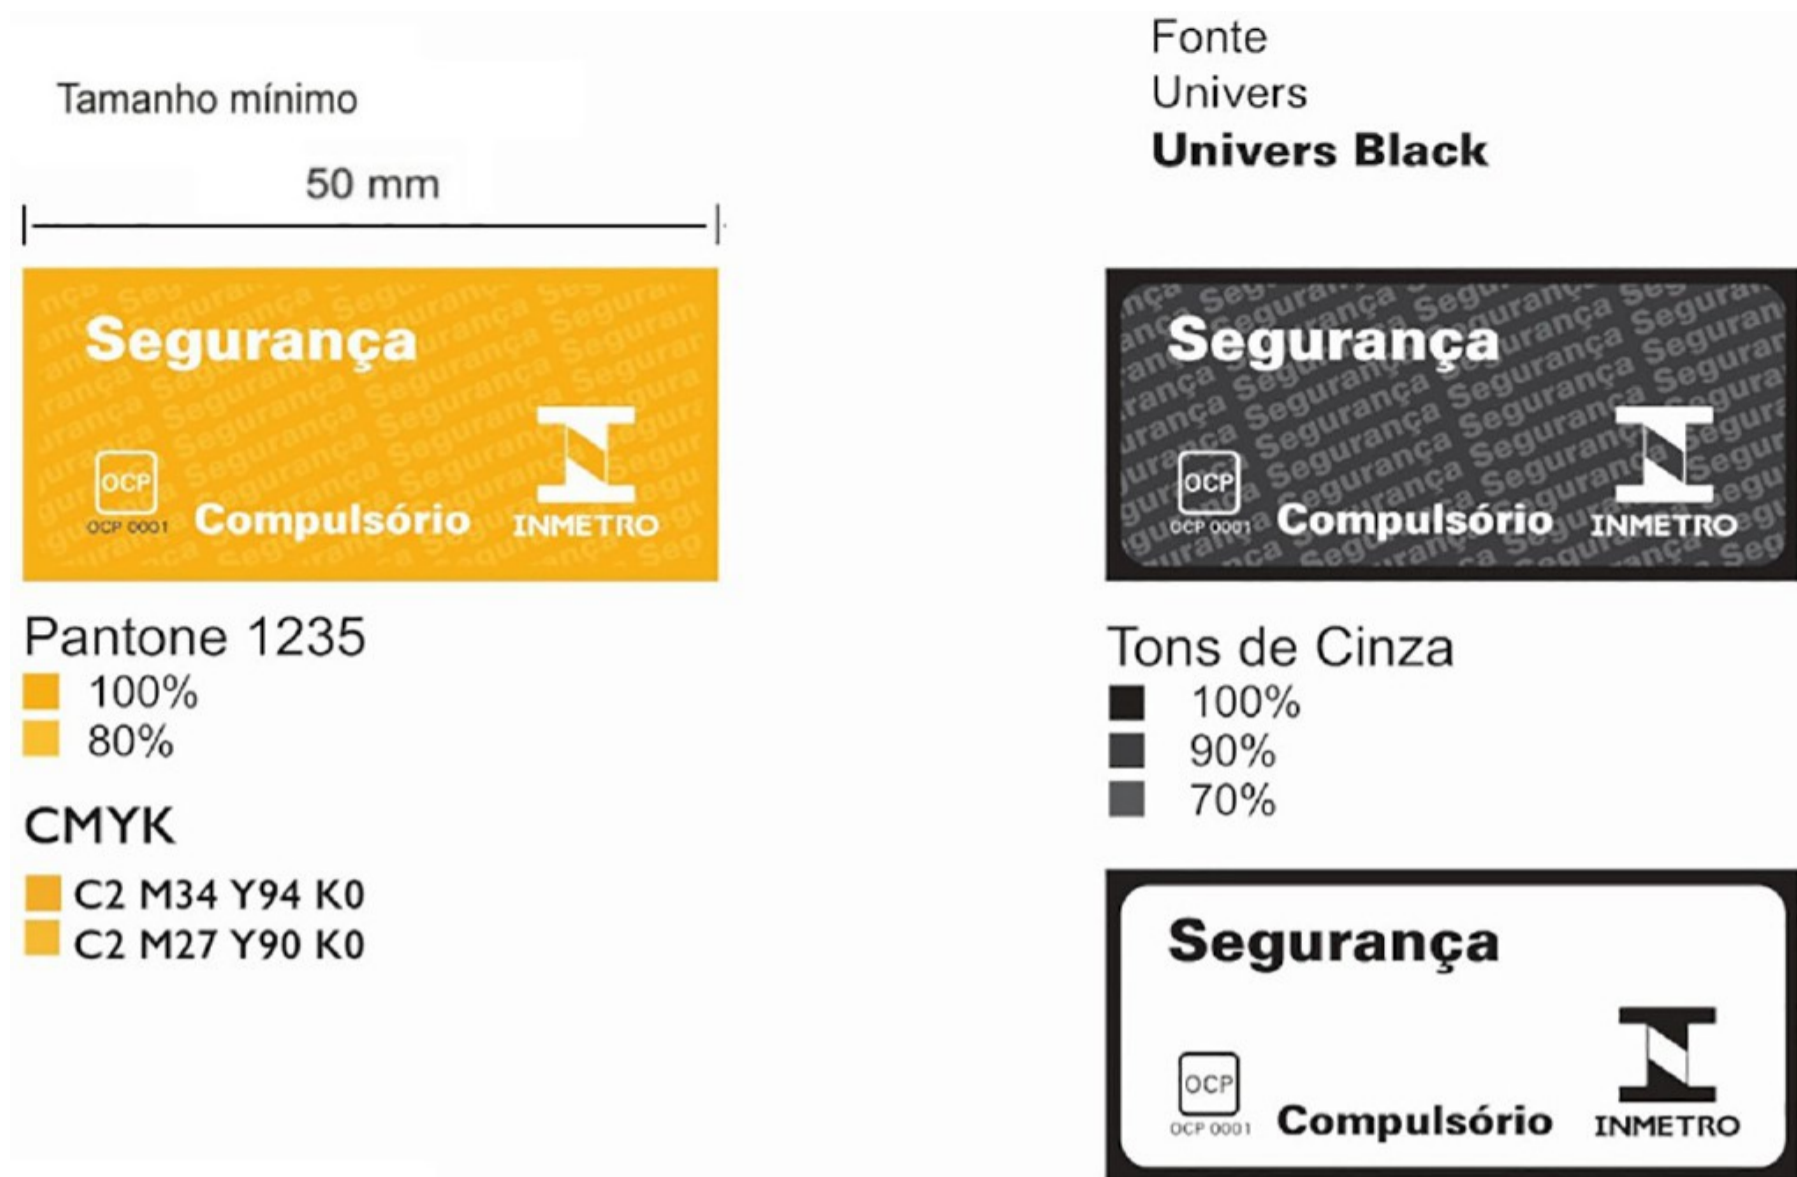 Tamanho mínimo
50 mm
Segurança
OCP
OCP 0001
Compulsório
INMETRO
Pantone 1235
100%
80%
CMYK
C2 M34 Y94 K0
C2 M27 Y90 K0
Fonte
Univers
Univers Black
Segurança
OCP
OCP 0001
Compulsório
INMETRO
Tons de Cinza
100%
90%
70%
Segurança
OCP
OCP 0001
Compulsório
INMETRO